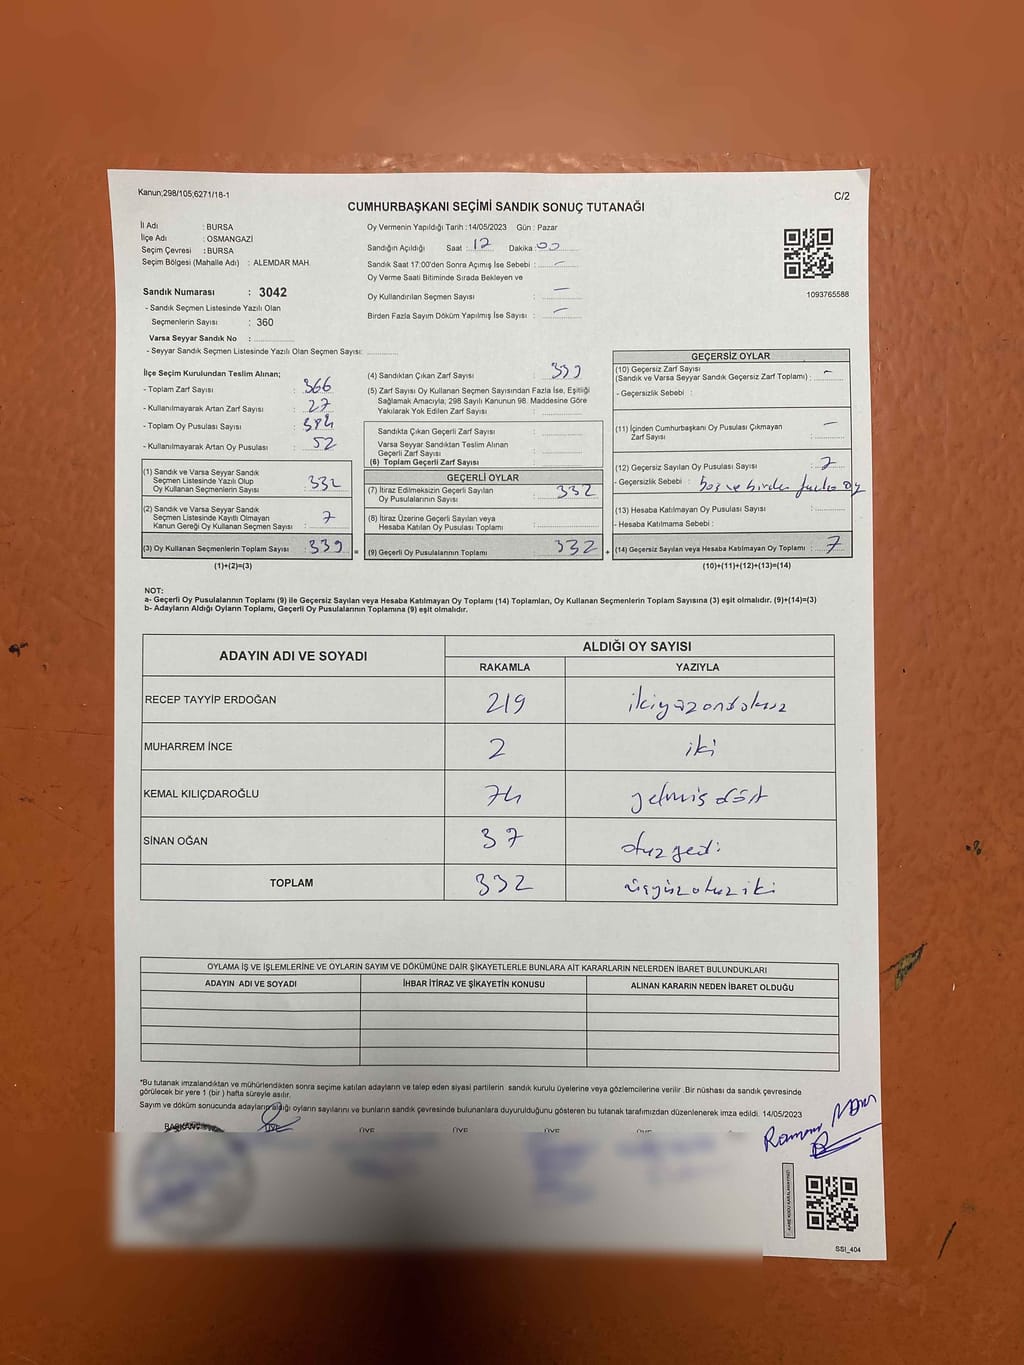 Kanun;298/105;6271/18-1
C/2
CUMHURBAŞKANI SEÇİMİ SANDIK SONUÇ TUTANAĞI
İl Adı : BURSA
İlçe Adı : OSMANGAZİ
Seçim Çevresi : BURSA
Seçim Bölgesi (Mahalle Adı) : ALEMDAR MAH.
Sandık Numarası : 3042
- Sandık Seçmen Listesinde Yazılı Olan
Seçmenlerin Sayısı : 360
Varsa Seyyar Sandık No :
- Seyyar Sandık Seçmen Listesinde Yazılı Olan Seçmen Sayısı:
Oy Vermenin Yapıldığı Tarih : 14/05/2023 Gün : Pazar
Sandığın Açıldığı Saat : 17 Dakika : 00
Sandık Saat 17:00'den Sonra Açımış İse Sebebi : -
Oy Verme Saati Bitiminde Sırada Bekleyen ve
Oy Kullandırılan Seçmen Sayısı : -
Birden Fazla Sayım Döküm Yapılmış İse Sayısı : -
1093765588
İlçe Seçim Kurulundan Teslim Alınan;
- Toplam Zarf Sayısı : 366
- Kullanılmayarak Artan Zarf Sayısı : 27
- Toplam Oy Pusulası Sayısı : 384
- Kullanılmayarak Artan Oy Pusulası : 52
(1) Sandık ve Varsa Seyyar Sandık
Seçmen Listesinde Yazılı Olup
Oy Kullanan Seçmenlerin Sayısı : 332
(2) Sandık ve Varsa Seyyar Sandık
Seçmen Listesinde Kayıtlı Olmayan
Kanun Gereği Oy Kullanan Seçmen Sayısı : 7
(3) Oy Kullanan Seçmenlerin Toplam Sayısı : 339 =
(1)+(2)=(3)
(4) Sandıktan Çıkan Zarf Sayısı : 339
(5) Zarf Sayısı Oy Kullanan Seçmen Sayısından Fazla İse, Eşitliği
Sağlamak Amacıyla; 298 Sayılı Kanunun 98. Maddesine Göre
Yakılarak Yok Edilen Zarf Sayısı :
Sandıkta Çıkan Geçerli Zarf Sayısı :
Varsa Seyyar Sandıktan Teslim Alınan
Geçerli Zarf Sayısı :
(6) Toplam Geçerli Zarf Sayısı :
GEÇERLİ OYLAR
(7) İtiraz Edilmeksizin Geçerli Sayılan
Oy Pusulalarının Sayısı : 332
(8) İtiraz Üzerine Geçerli Sayılan veya
Hesaba Katılan Oy Pusulası Toplamı :
(9) Geçerli Oy Pusulalarının Toplamı : 332 +
GEÇERSİZ OYLAR
(10) Geçersiz Zarf Sayısı
(Sandık ve Varsa Seyyar Sandık Geçersiz Zarf Toplamı) : -
- Geçersizlik Sebebi :
(11) İçinden Cumhurbaşkanı Oy Pusulası Çıkmayan
Zarf Sayısı : -
(12) Geçersiz Sayılan Oy Pusulası Sayısı : 7
- Geçersizlik Sebebi : boş ve birden fazla oy
(13) Hesaba Katılmayan Oy Pusulası Sayısı :
- Hesaba Katılmama Sebebi :
(14) Geçersiz Sayılan veya Hesaba Katılmayan Oy Toplamı : 7
(10)+(11)+(12)+(13)=(14)
NOT:
a- Geçerli Oy Pusulalarının Toplamı (9) ile Geçersiz Sayılan veya Hesaba Katılmayan Oy Toplamı (14) Toplamları, Oy Kullanan Seçmenlerin Toplam Sayısına (3) eşit olmalıdır. (9)+(14)=(3)
b- Adayların Aldığı Oyların Toplamı, Geçerli Oy Pusulalarının Toplamına (9) eşit olmalıdır.
ADAYIN ADI VE SOYADI ALDIĞI OY SAYISI
RAKAMLA YAZIYLA
RECEP TAYYİP ERDOĞAN 219 ikiyüzondokuz
MUHARREM İNCE 2 iki
KEMAL KILIÇDAROĞLU 74 yetmiş dört
SİNAN OĞAN 37 otuz yedi
TOPLAM 332 üçyüzotuziki
OYLAMA İŞ VE İŞLEMLERİNE VE OYLARIN SAYIM VE DÖKÜMÜNE DAİR ŞİKAYETLERLE BUNLARA AİT KARARLARIN NELERDEN İBARET BULUNDUKLARI
ADAYIN ADI VE SOYADI İHBAR İTİRAZ VE ŞİKAYETİN KONUSU ALINAN KARARIN NEDEN İBARET OLDUĞU
*Bu tutanak imzalandıktan ve mühürlendikten sonra seçime katılan adayların ve talep eden siyasi partilerin sandık kurulu üyelerine veya gözlemcilerine verilir .Bir nüshası da sandık çevresinde
görülecek bir yere 1 (bir ) hafta süreyle asılır.
Sayım ve döküm sonucunda adayların aldığı oyların sayılarını ve bunların sandık çevresinde bulunanlara duyurulduğunu gösteren bu tutanak tarafımızdan düzenlenerek imza edildi. 14/05/2023
BAŞKAN ÜYE ÜYE ÜYE ÜYE ÜYE
SSI_404